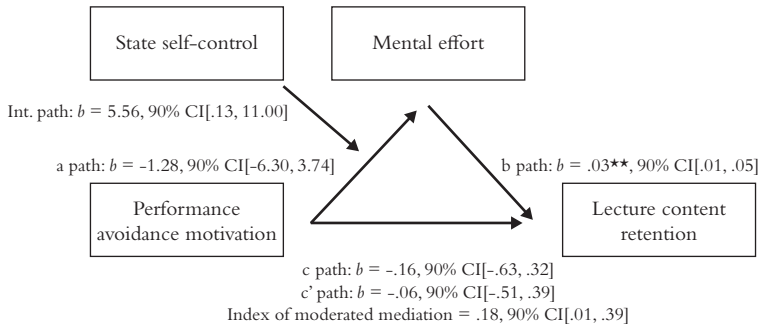 State self-control
Mental effort
Int. path: b = 5.56, 90% CI[.13, 11.00]
a path: b = -1.28, 90% CI[-6.30, 3.74]
b path: b = .03★★, 90% CI[.01, .05]
Performance
avoidance motivation
Lecture content
retention
c path: b = -.16, 90% CI[-.63, .32]
c’ path: b = -.06, 90% CI[-.51, .39]
Index of moderated mediation = .18, 90% CI[.01, .39]